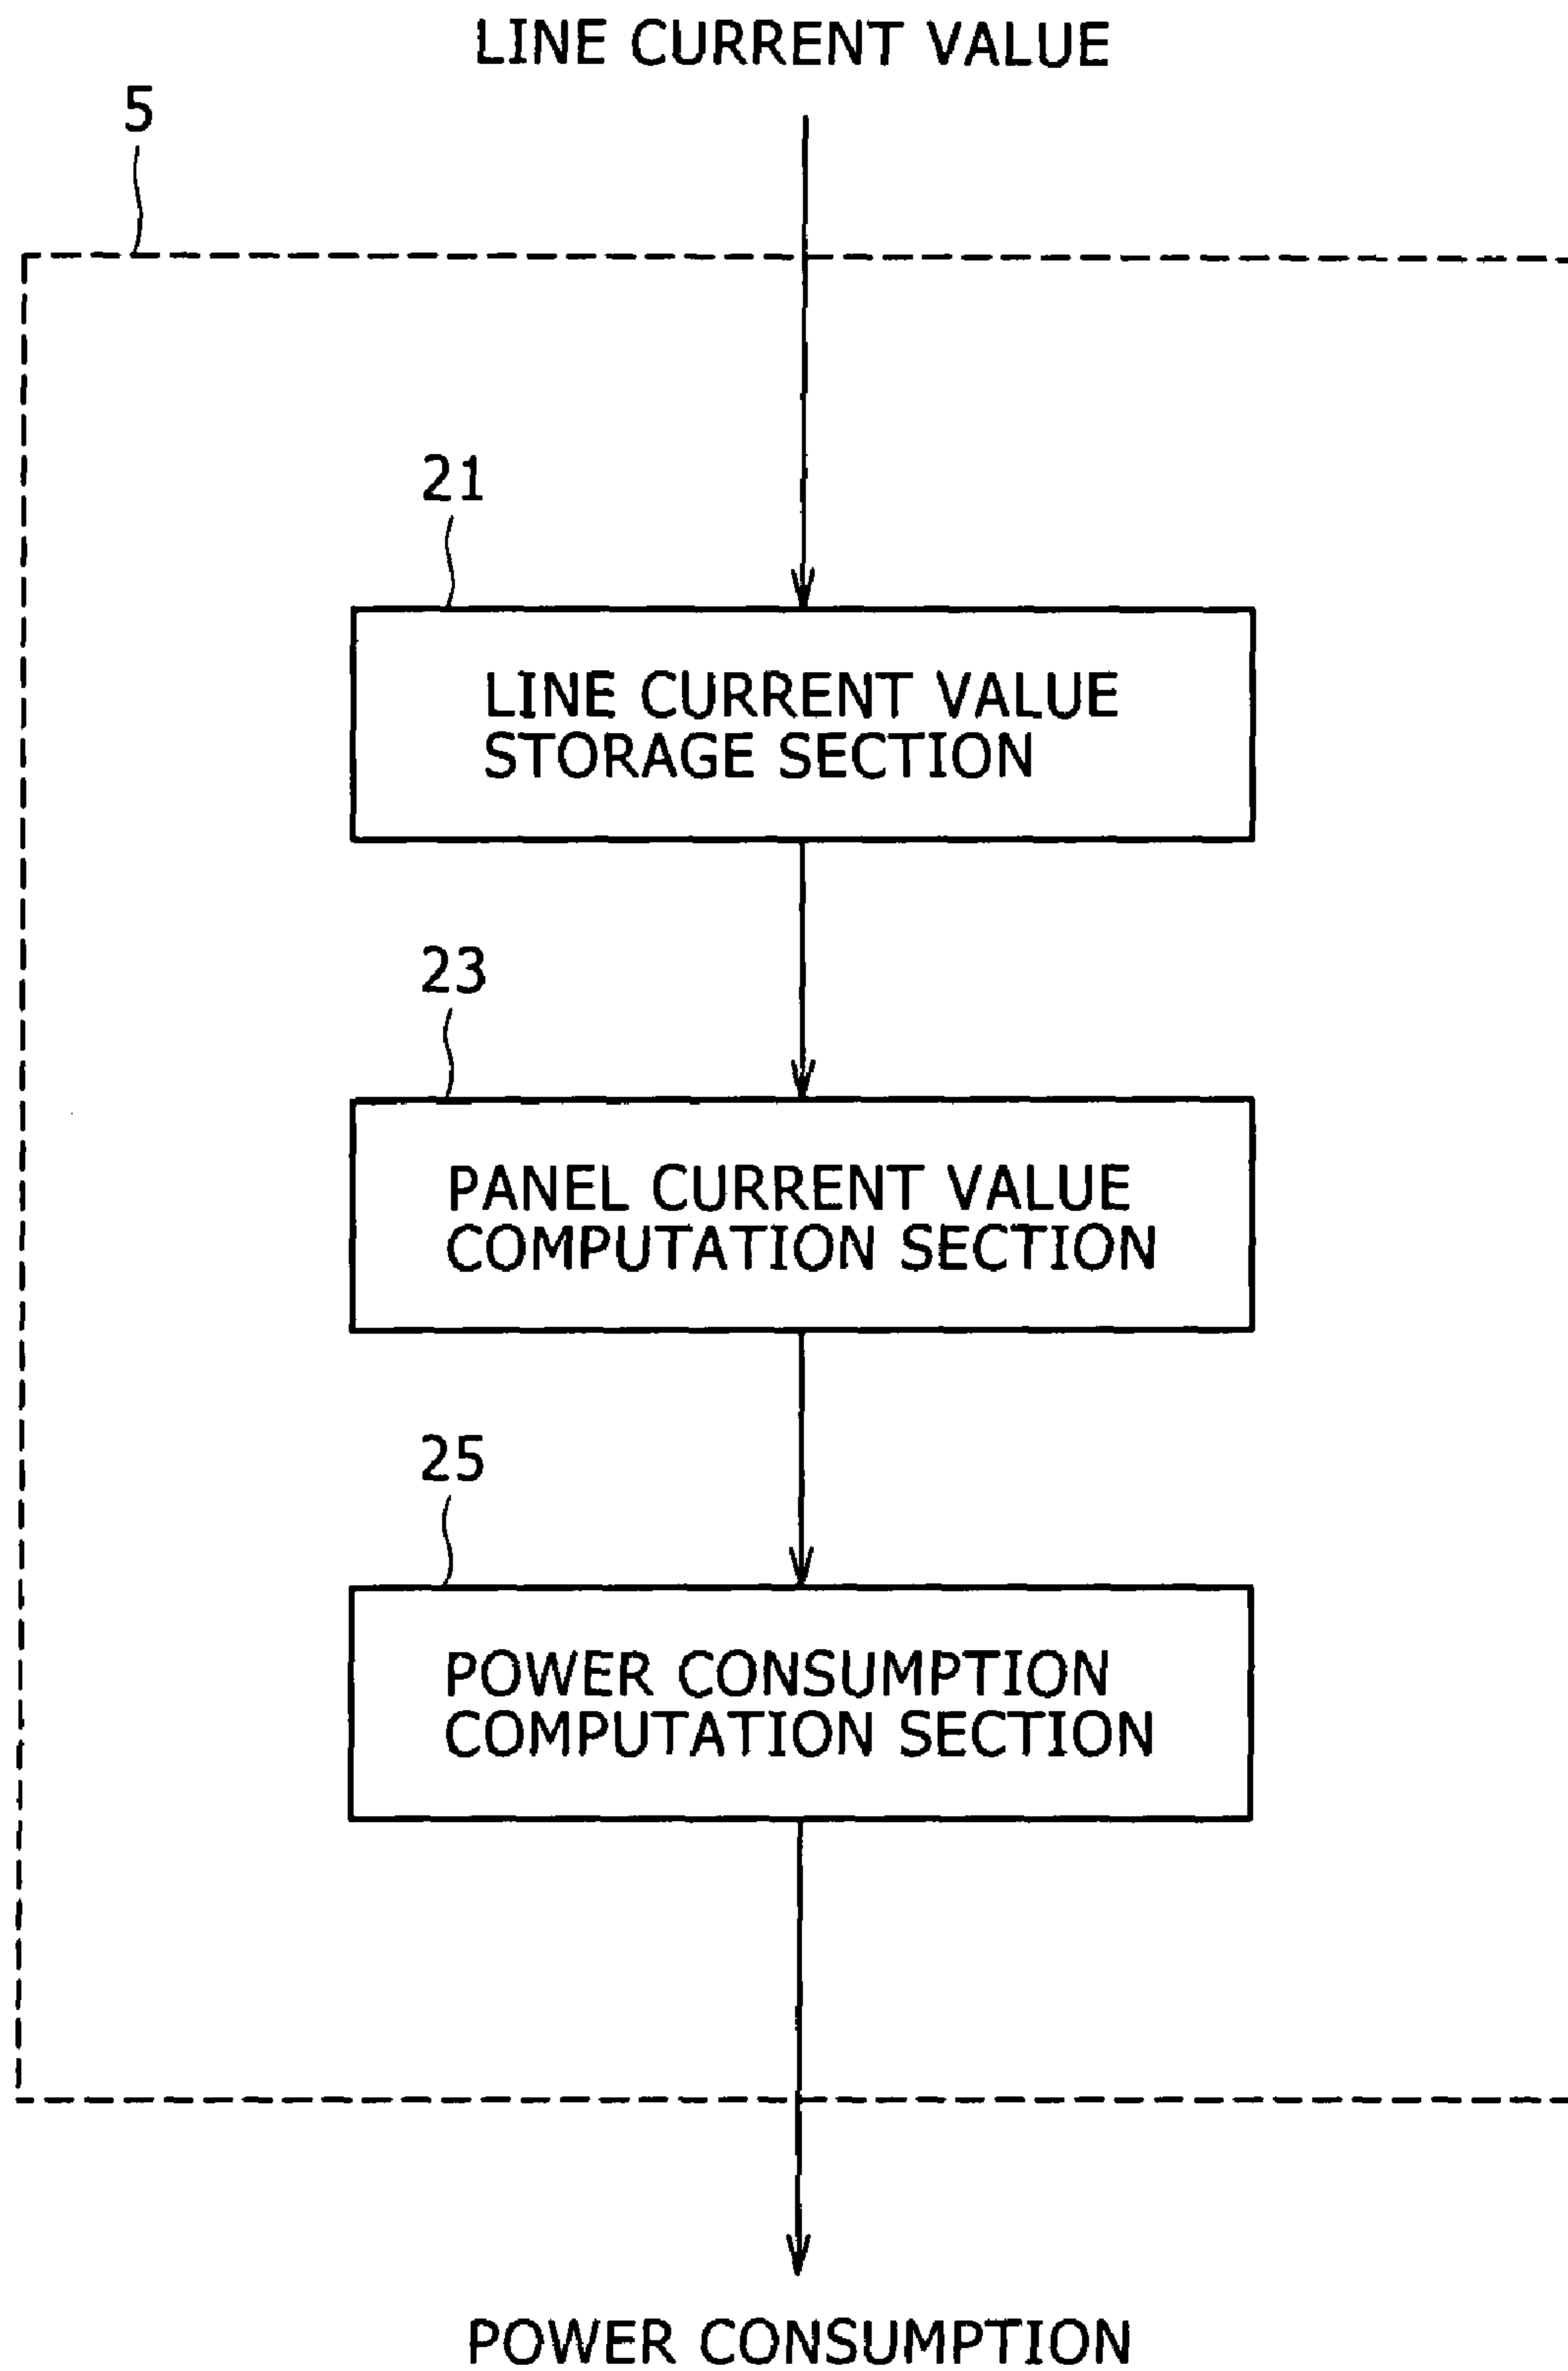 LINE CURRENT VALUE
5
21
LINE CURRENT VALUE
STORAGE SECTION
23
PANEL CURRENT VALUE
COMPUTATION SECTION
25
POWER CONSUMPTION
COMPUTATION SECTION
POWER CONSUMPTION